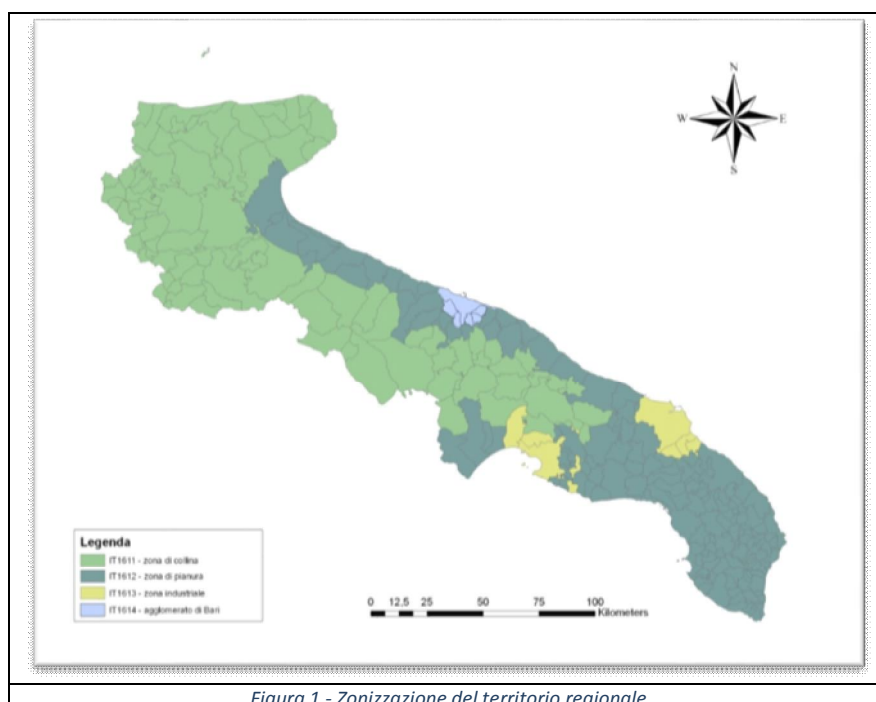 N
W E
S
Legenda
IT1611 - zona di collina
IT1612 - zona di pianura
IT1613 - zona industriale
IT1614 - agglomerato di Bari
0 12,5 25 50 75 100
Kilometers
Figura 1 - Zonizzazione del territorio regionale